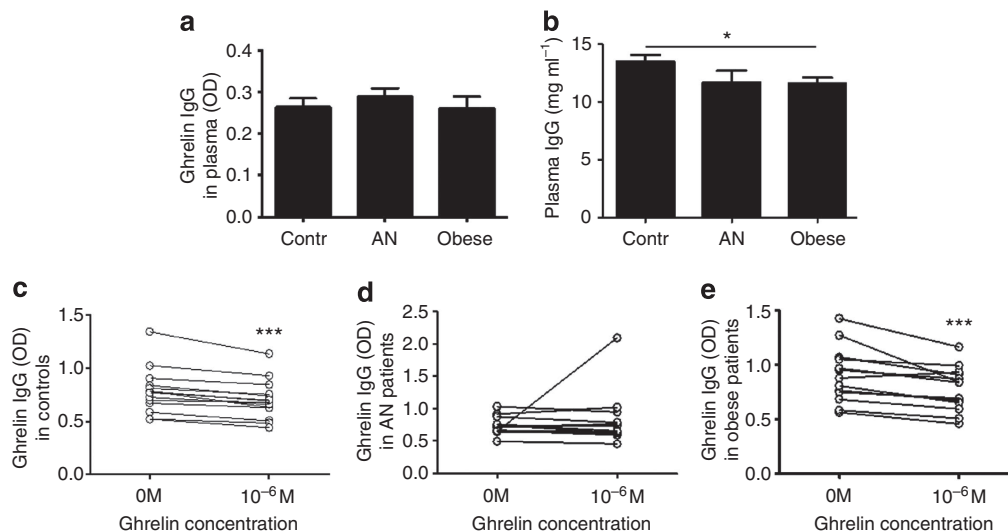 a
Ghrelin IgG
in plasma (OD)
0.4
0.3
0.2
0.1
0.0
Contr AN Obese
b
Plasma IgG (mg ml⁻¹)
15
10
5
0
*
Contr AN Obese
c
Ghrelin IgG (OD)
in controls
1.5
1.0
0.5
0.0
***
0M 10⁻⁶ M
Ghrelin concentration
d
Ghrelin IgG (OD)
in AN patients
2.5
2.0
1.5
1.0
0.5
0.0
0M 10⁻⁶ M
Ghrelin concentration
e
Ghrelin IgG (OD)
in obese patients
1.5
1.0
0.5
0.0
***
0M 10⁻⁶ M
Ghrelin concentration